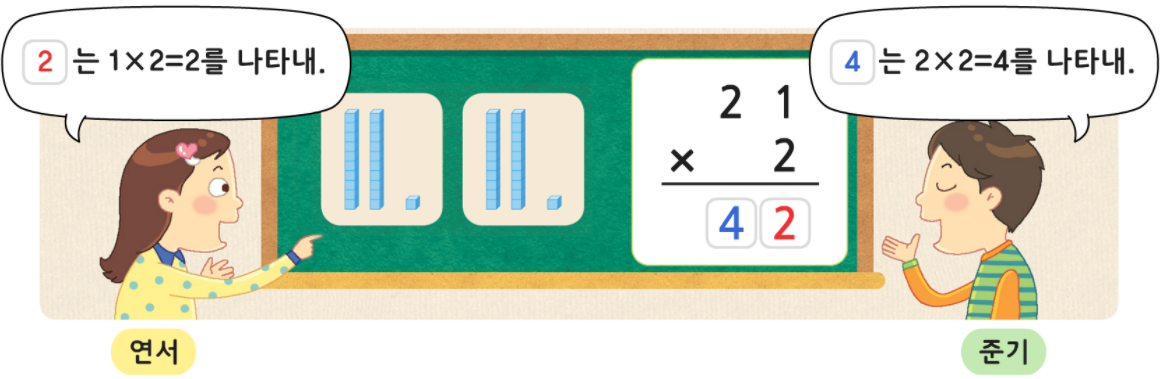 2 는 1×2=2를 나타내.
4 는 2×2=4를 나타내.
2 1
× 2
4 2
연서
준기